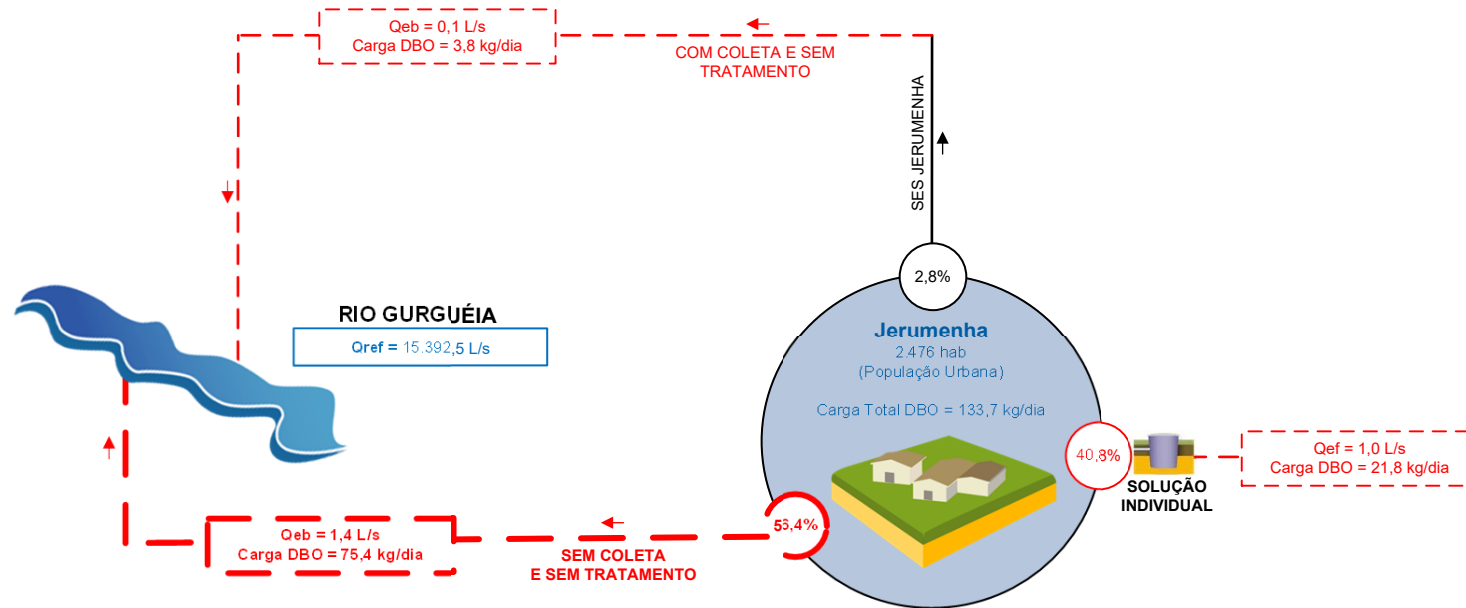 Qeb = 0,1 L/s
Carga DBO = 3,8 kg/dia
COM COLETA E SEM
TRATAMENTO
SES JERUMENHA
2,8%
RIO GURGUÉIA
Qref = 15.392,5 L/s
Jerumenha
2.476 hab
(População Urbana)
Carga Total DBO = 133,7 kg/dia
40,8%
SOLUÇÃO
INDIVIDUAL
Qef = 1,0 L/s
Carga DBO = 21,8 kg/dia
56,4%
Qeb = 1,4 L/s
Carga DBO = 75,4 kg/dia
SEM COLETA
E SEM TRATAMENTO